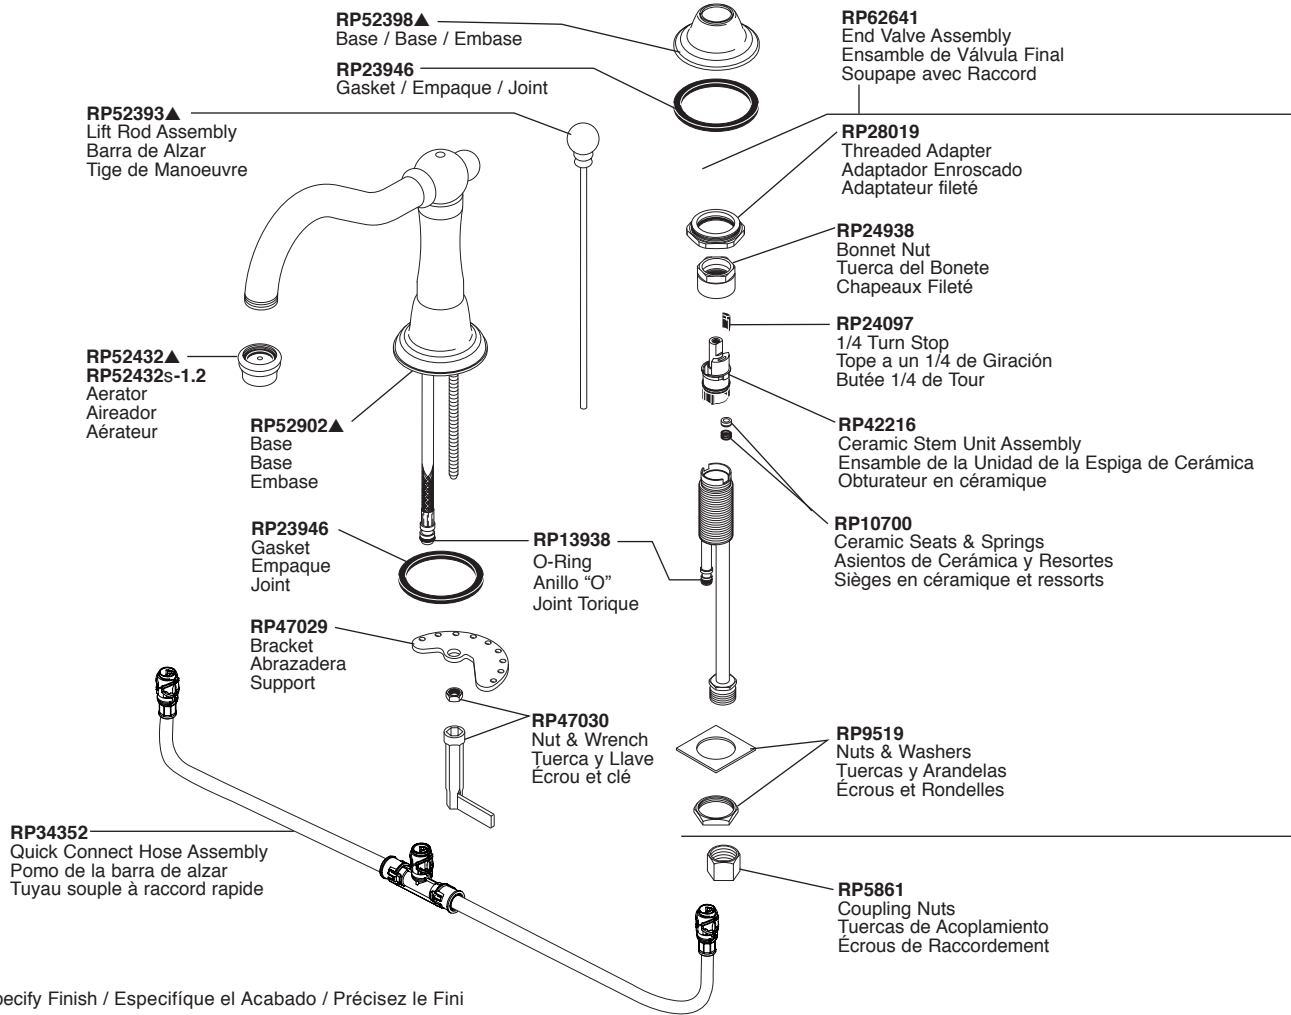 RP52398▲
Base / Base / Embase
RP23946
Gasket / Empaque / Joint
RP52393▲
Lift Rod Assembly
Barra de Alzar
Tige de Manoeuvre
RP62641
End Valve Assembly
Ensamble de Válvula Final
Soupape avec Raccord
RP28019
Threaded Adapter
Adaptador Enroscado
Adaptateur fileté
RP24938
Bonnet Nut
Tuerca del Bonete
Chapeaux Fileté
RP24097
1/4 Turn Stop
Tope a un 1/4 de Giración
Butée 1/4 de Tour
RP52432▲
RP52432s-1.2
Aerator
Aireador
Aérateur
RP52902▲
Base
Base
Embase
RP42216
Ceramic Stem Unit Assembly
Ensamble de la Unidad de la Espiga de Cerámica
Obturateur en céramique
RP23946
Gasket
Empaque
Joint
RP13938
O-Ring
Anillo “O”
Joint Torique
RP10700
Ceramic Seats & Springs
Asientos de Cerámica y Resortes
Sièges en céramique et ressorts
RP47029
Bracket
Abrazadera
Support
RP47030
Nut & Wrench
Tuerca y Llave
Écrou et clé
RP9519
Nuts & Washers
Tuercas y Arandelas
Écrous et Rondelles
RP34352
Quick Connect Hose Assembly
Pomo de la barra de alzar
Tuyau souple à raccord rapide
RP5861
Coupling Nuts
Tuercas de Acoplamiento
Écrous de Raccordement
ecify Finish / Especifíque el Acabado / Précisez le Fini